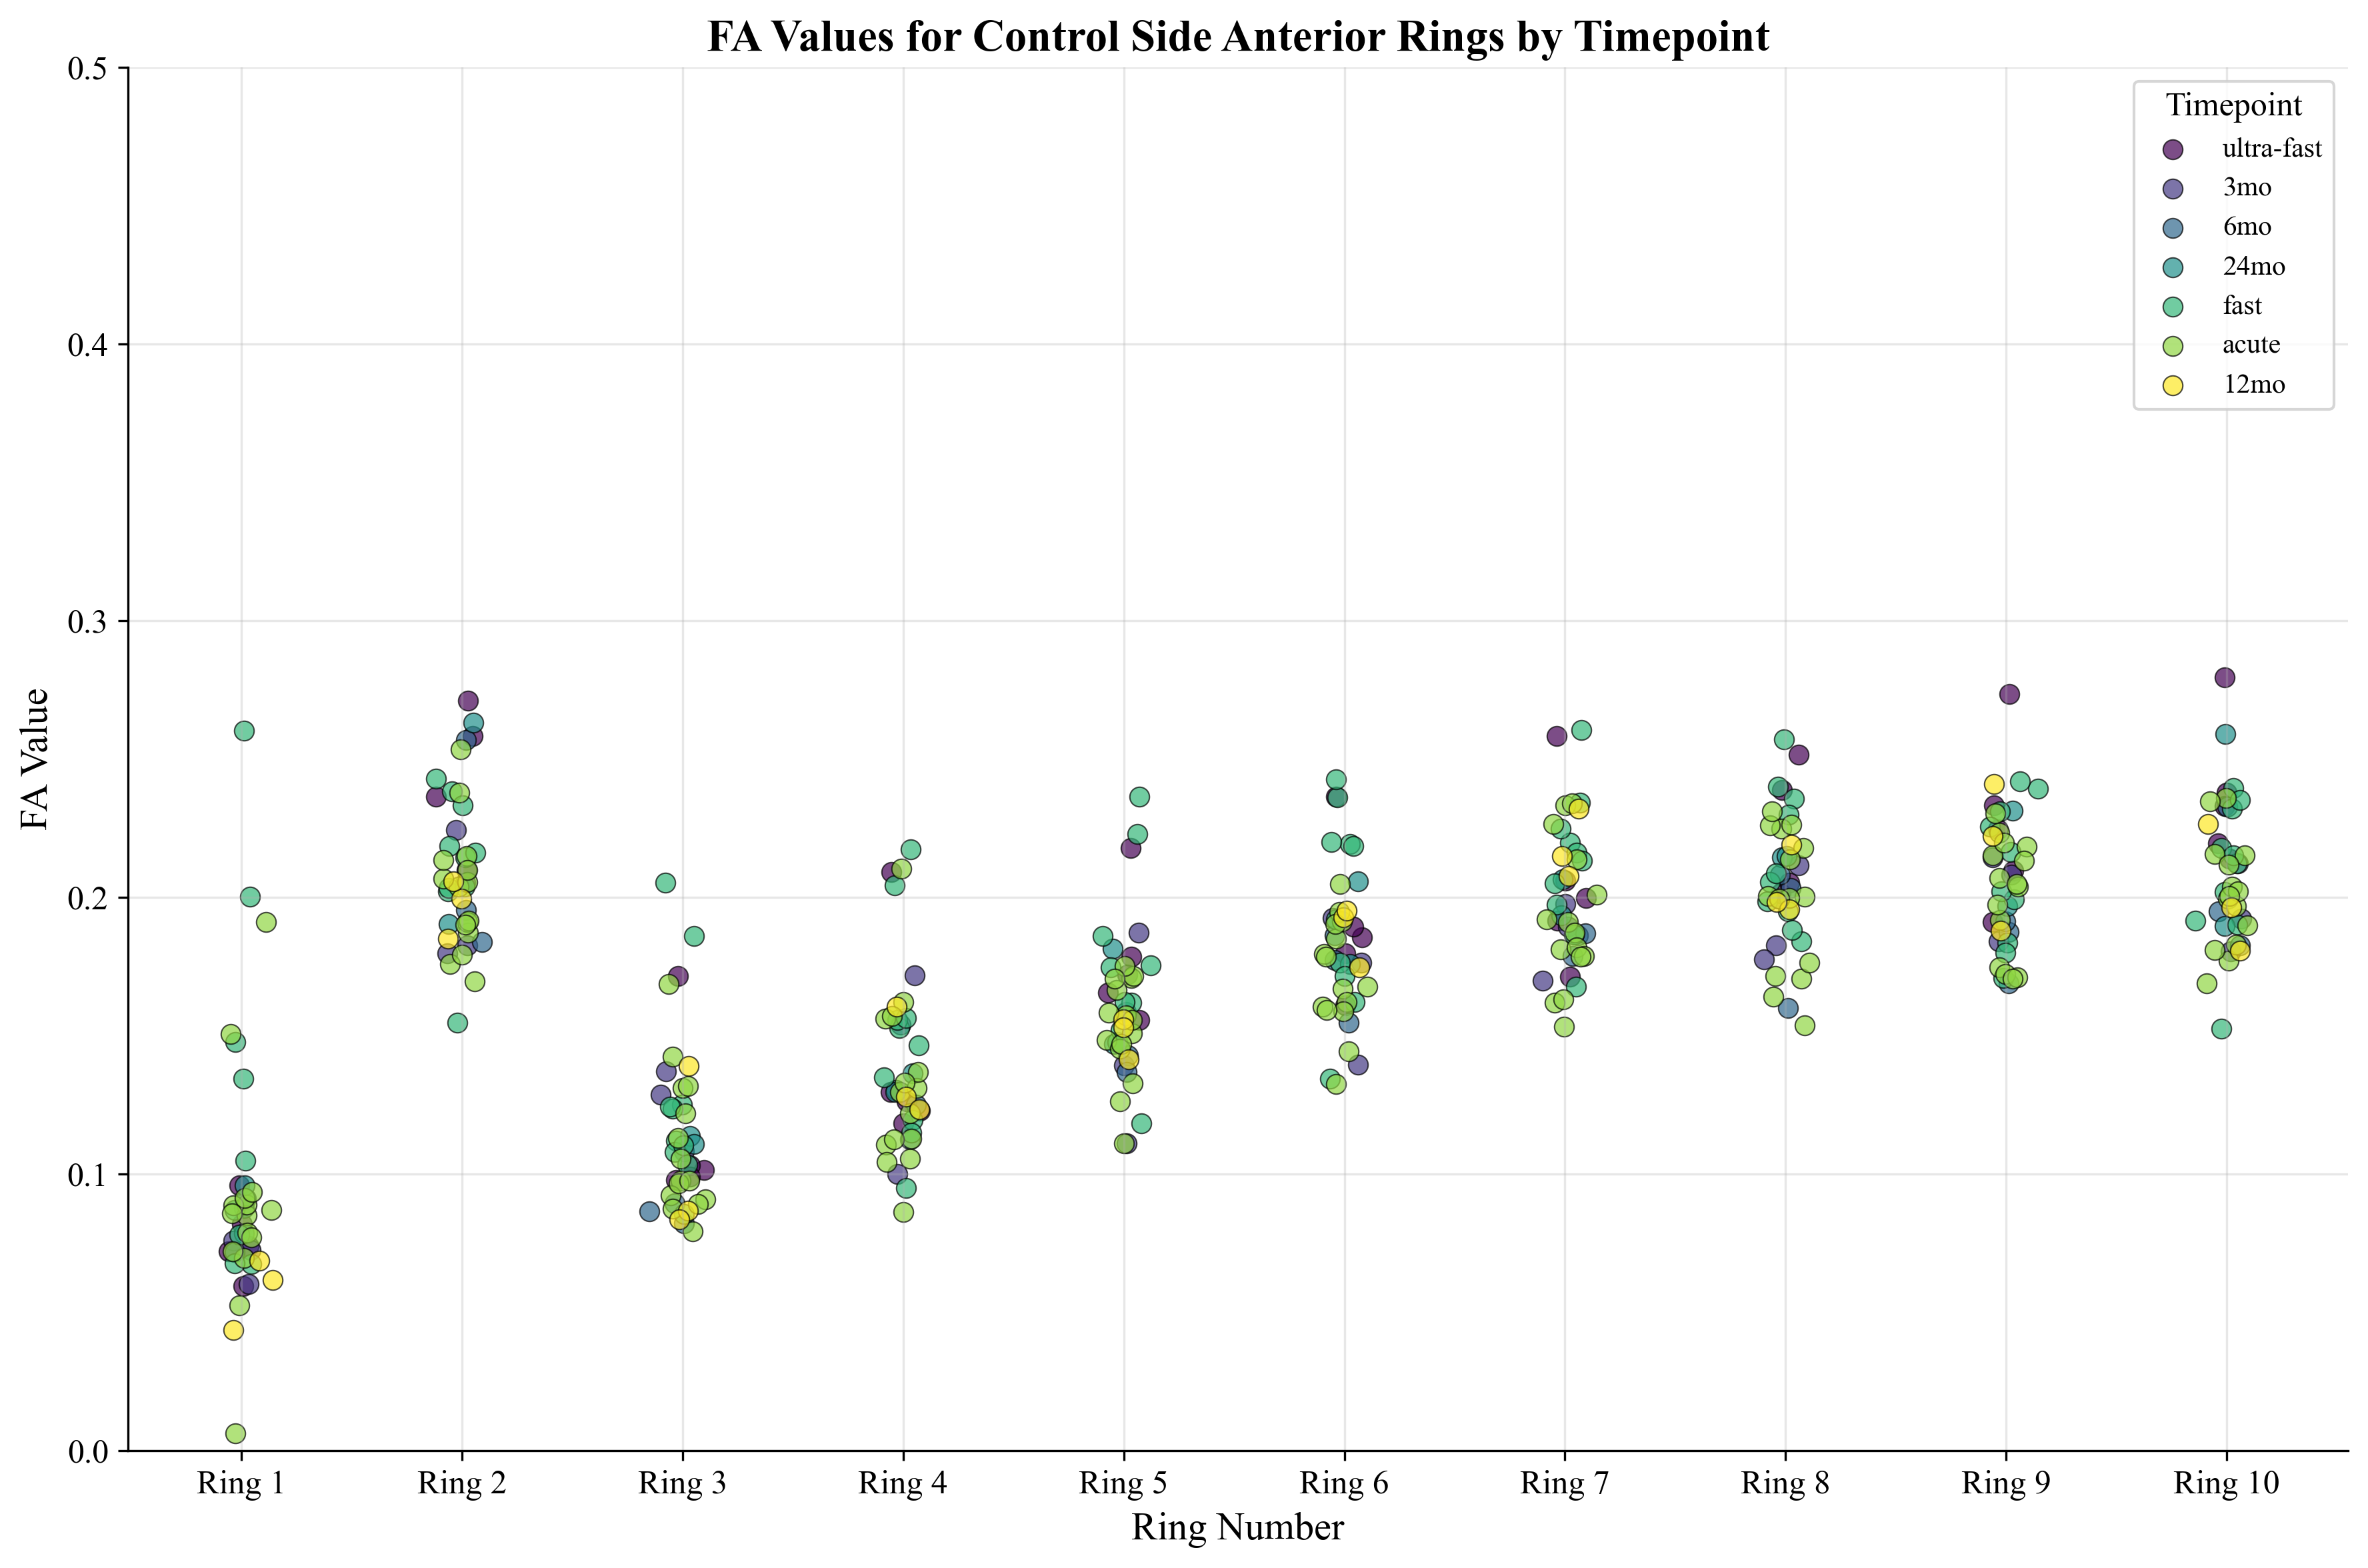 FA Values for Control Side Anterior Rings by Timepoint
0.5
0.4
0.3
0.2
0.1
0.0
FA Value
Timepoint
ultra-fast
3mo
6mo
24mo
fast
acute
12mo
Ring 1 Ring 2 Ring 3 Ring 4 Ring 5 Ring 6 Ring 7 Ring 8 Ring 9 Ring 10
Ring Number